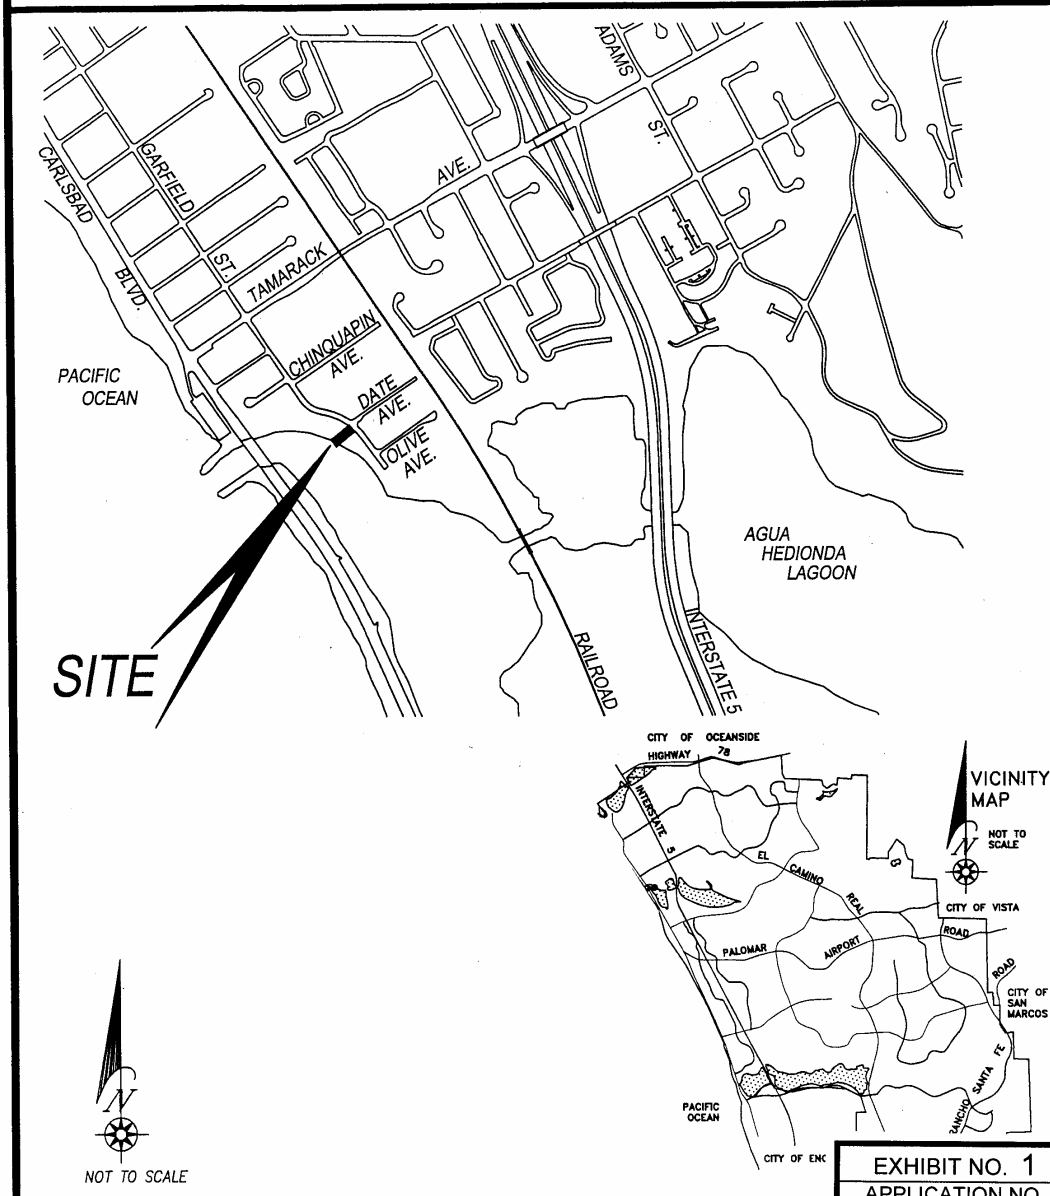 ADAMS
ST.
CARLSBAD
BLVD.
GARFIELD
ST.
AVE.
TAMARACK
CHINQUAPIN
AVE.
DATE
AVE.
OLIVE
AVE.
PACIFIC
OCEAN
AGUA
HEDIONDA
LAGOON
SITE
RAILROAD
INTERSTATE 5
CITY OF OCEANSIDE
HIGHWAY 78
INTERSTATE 5
VICINITY
MAP
N
NOT TO
SCALE
EL CAMINO REAL
CITY OF VISTA
PALOMAR AIRPORT ROAD
ROAD
CITY OF
SAN
MARCOS
RANCHO SANTA FE
PACIFIC
OCEAN
CITY OF ENC
N
NOT TO SCALE
EXHIBIT NO. 1
APPLICATION NO.